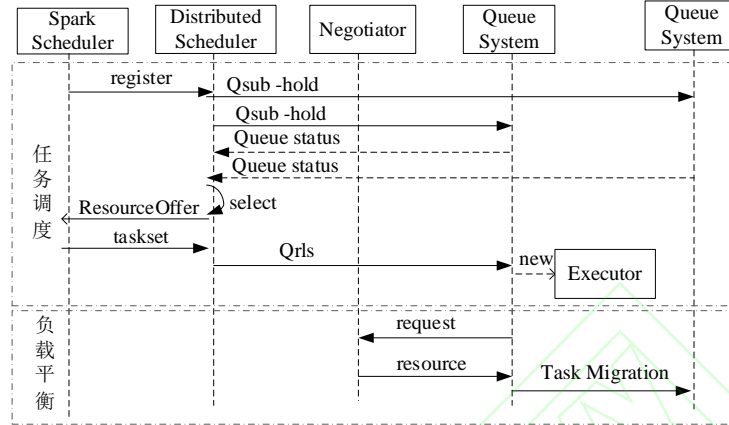 Spark
Scheduler
Distributed
Scheduler
Negotiator
Queue
System
Queue
System
任务调度
register
Qsub -hold
Qsub -hold
Queue status
Queue status
select
ResourceOffer
taskset
Qrls
new
Executor
负载平衡
request
resource
Task Migration